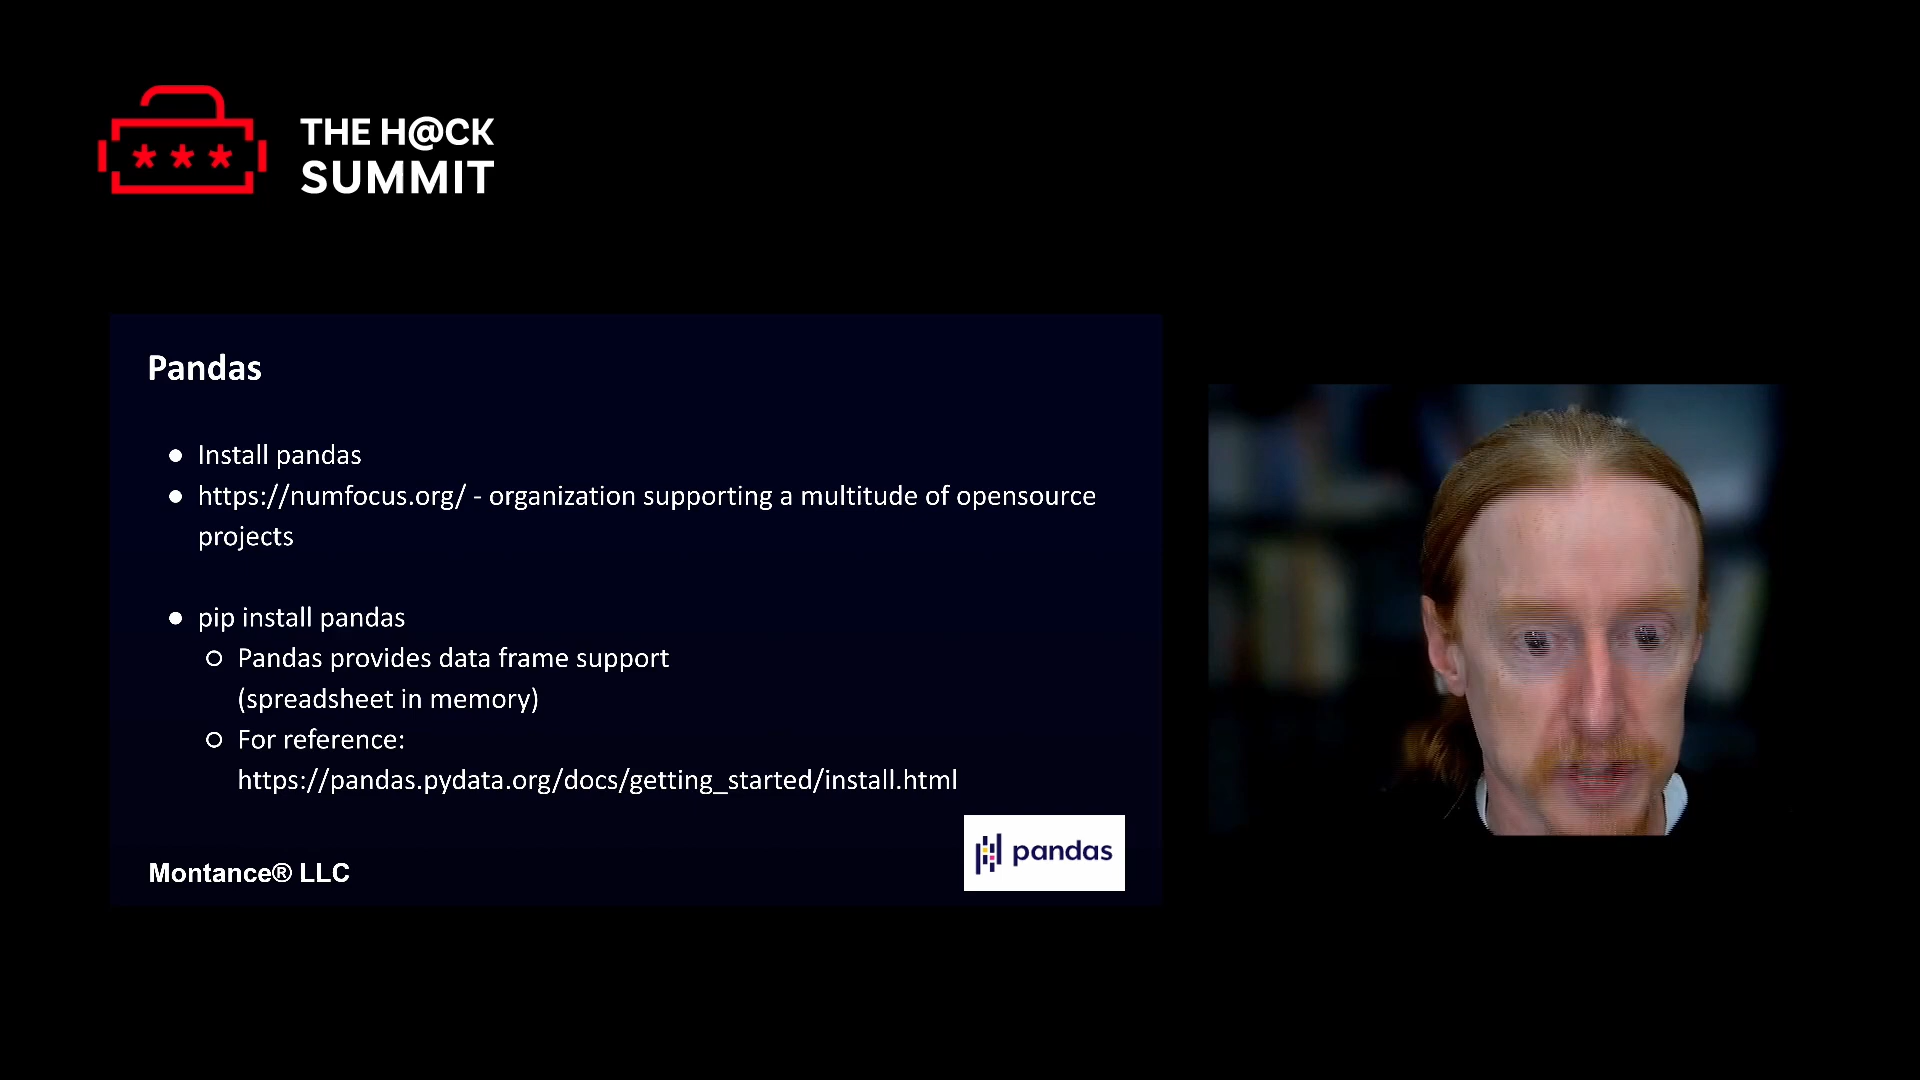 ***
THE H@CK
SUMMIT
Pandas
● Install pandas
● https://numfocus.org/ - organization supporting a multitude of opensource
projects
● pip install pandas
○ Pandas provides data frame support
(spreadsheet in memory)
○ For reference:
https://pandas.pydata.org/docs/getting_started/install.html
pandas
Montance® LLC